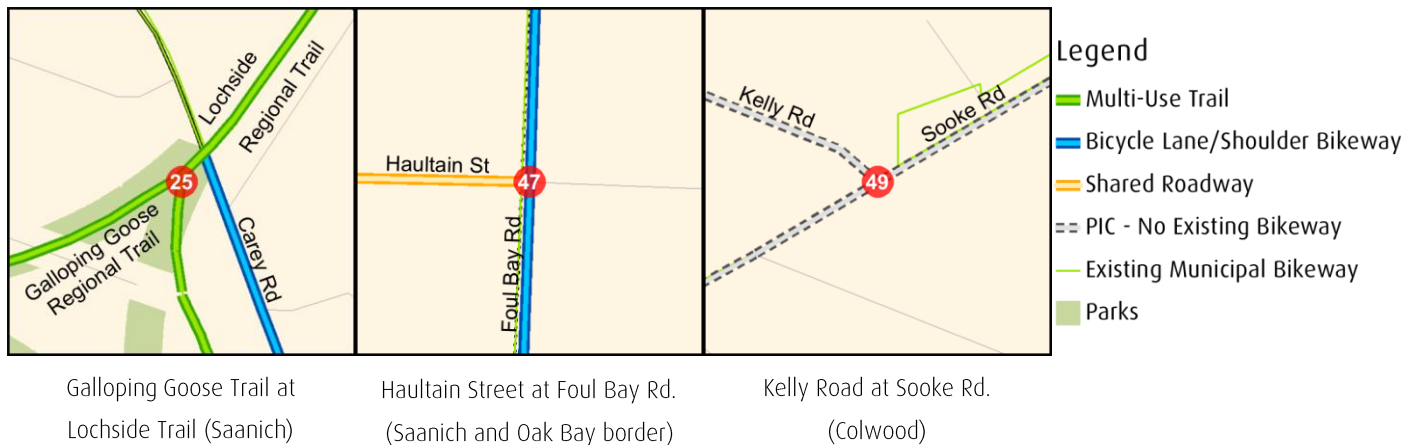 Lochside
Regional Trail
25
Galloping Goose
Regional Trail
Carey Rd
Haultain St
47
Foul Bay Rd
Kelly Rd
Sooke Rd
49
Legend
Multi-Use Trail
Bicycle Lane/Shoulder Bikeway
Shared Roadway
PIC - No Existing Bikeway
Existing Municipal Bikeway
Parks
Galloping Goose Trail at
Lochside Trail (Saanich)
Haultain Street at Foul Bay Rd.
(Saanich and Oak Bay border)
Kelly Road at Sooke Rd.
(Colwood)